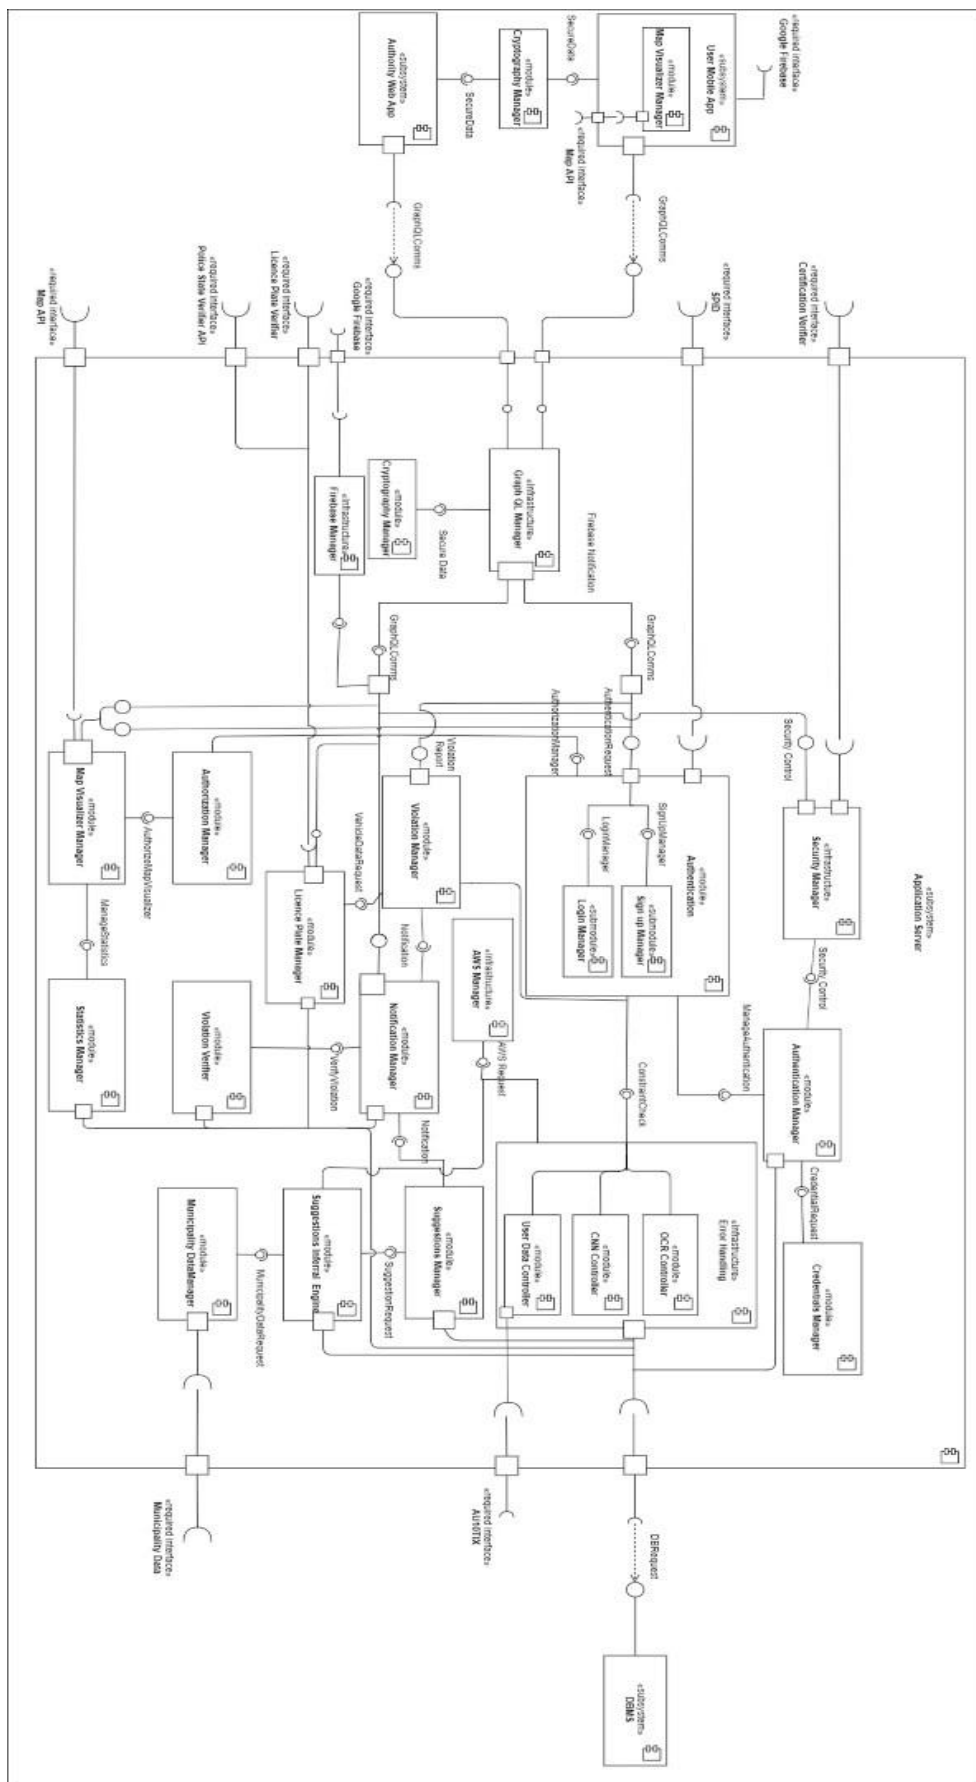 «required interface»
Google Firebase
«subsystem»
User Mobile App
«module»
Map Visualizer Manager
SecureData
«module»
Cryptography Manager
SecureData
«subsystem»
Authority Web App
«required interface»
Map API
GraphQLComms
GraphQLComms
«required interface»
Certification Verifier
«required interface»
SPID
«required interface»
Google Firebase
«required interface»
Licence Plate Verifier
«required interface»
Police State Verifier API
«required interface»
Map API
«subsystem»
Application Server
«infrastructure»
Graph QL Manager
Firebase Notification
Secure Data
«module»
Cryptography Manager
«infrastructure»
Firebase Manager
GraphQLComms
GraphQLComms
Security Control
AuthenticationRequest
AuthorizationManager
Violation
Report
«infrastructure»
Security Manager
«module»
Authentication
SignUpManager
LoginManager
«submodule»
Sign up Manager
«submodule»
Login Manager
«module»
Violation Manager
VehicleDataRequest
«module»
Licence Plate Manager
«module»
Authorization Manager
AuthorizeMapVisualizer
«module»
Map Visualizer Manager
ManageStatistics
Security Control
ManageAuthentication
«module»
Authentication Manager
CredentialRequest
«module»
Credentials Manager
«infrastructure»
AWS Manager
AWS Request
Notification
«module»
Notification Manager
VerifyViolation
«module»
Violation Verifier
«module»
Statistics Manager
ConstraintCheck
Notification
«infrastructure»
Error Handling
«module»
OCR Controller
«module»
CNN Controller
«module»
User Data Controller
«module»
Suggestions Manager
SuggestionRequest
«module»
Suggestions Inferral Engine
MunicipalityDataRequest
«module»
Municipality DataManager
DBRequest
«required interface»
AU10TIX
«required interface»
Municipality Data
«subsystem»
DBMS